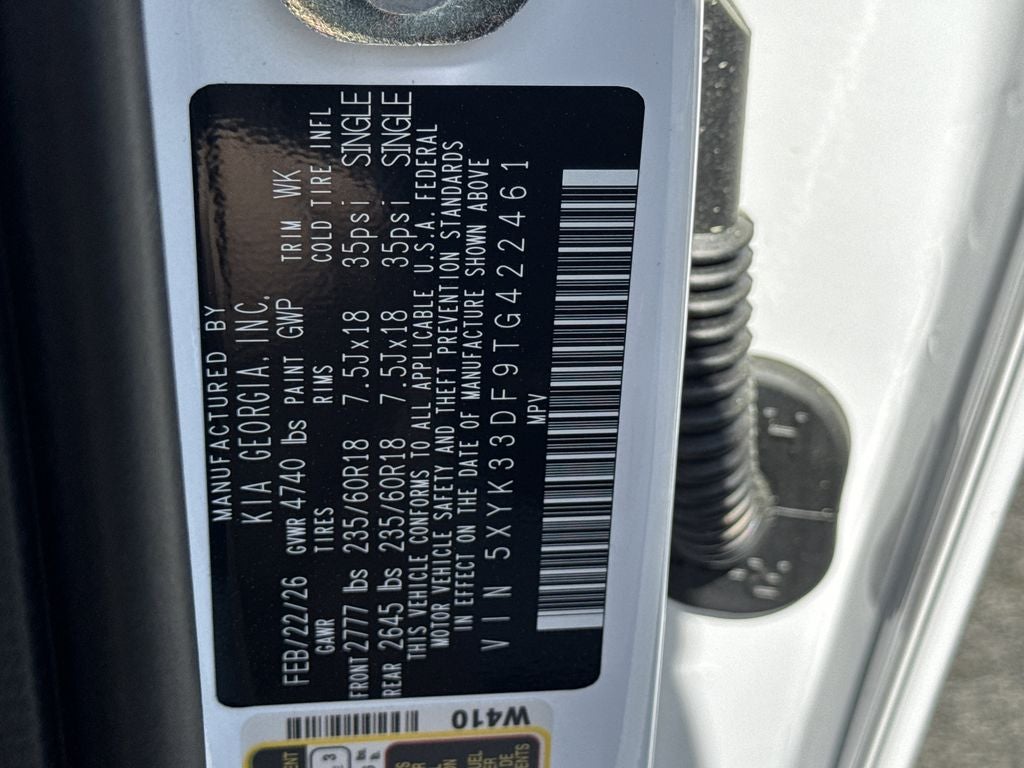 MANUFACTURED BY
KIA GEORGIA, INC.
FEB/22/26 GVWR 4740 lbs PAINT GWP TRIM WK
GAWR TIRES RIMS COLD TIRE INFL
FRONT 2777 lbs 235/60R18 7.5Jx18 35psi SINGLE
REAR 2645 lbs 235/60R18 7.5Jx18 35psi SINGLE
THIS VEHICLE CONFORMS TO ALL APPLICABLE U.S.A. FEDERAL
MOTOR VEHICLE SAFETY AND THEFT PREVENTION STANDARDS
IN EFFECT ON THE DATE OF MANUFACTURE SHOWN ABOVE
VIN 5XYK33DF9TG422461
MPV
W410